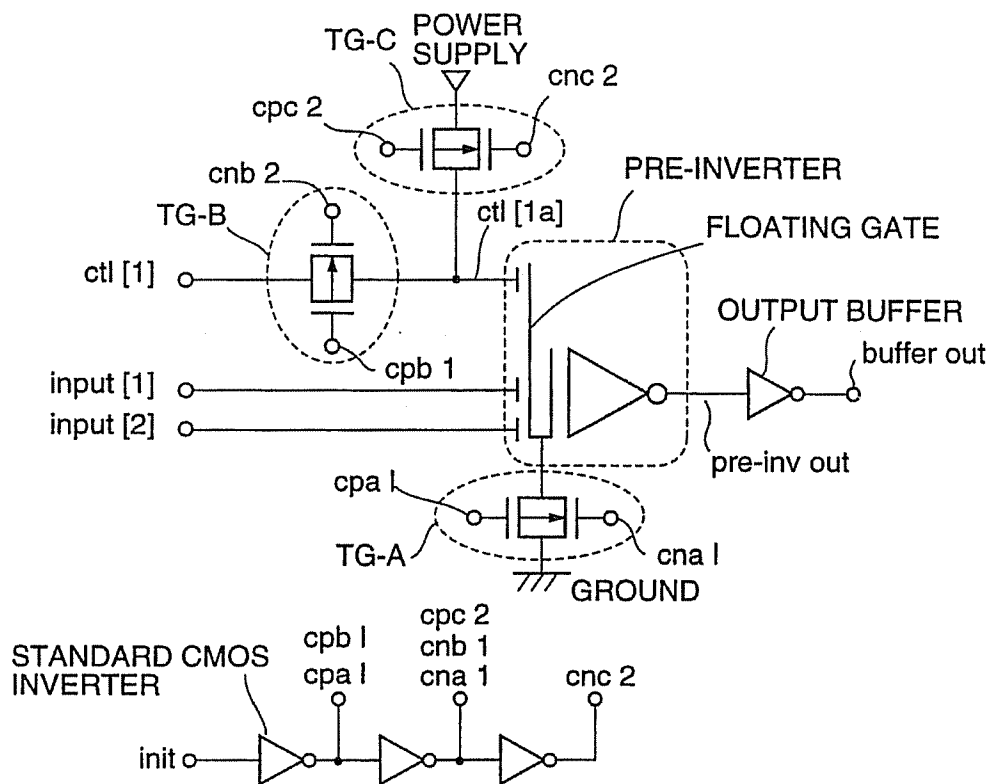 TG-C
POWER
SUPPLY
cpc 2
cnc 2
cnb 2
TG-B
ctl [1a]
PRE-INVERTER
FLOATING GATE
ctl [1]
OUTPUT BUFFER
buffer out
cpb 1
input [1]
input [2]
pre-inv out
cpa l
TG-A
cna l
GROUND
STANDARD CMOS
INVERTER
cpb l
cpa l
cpc 2
cnb 1
cna 1
cnc 2
init